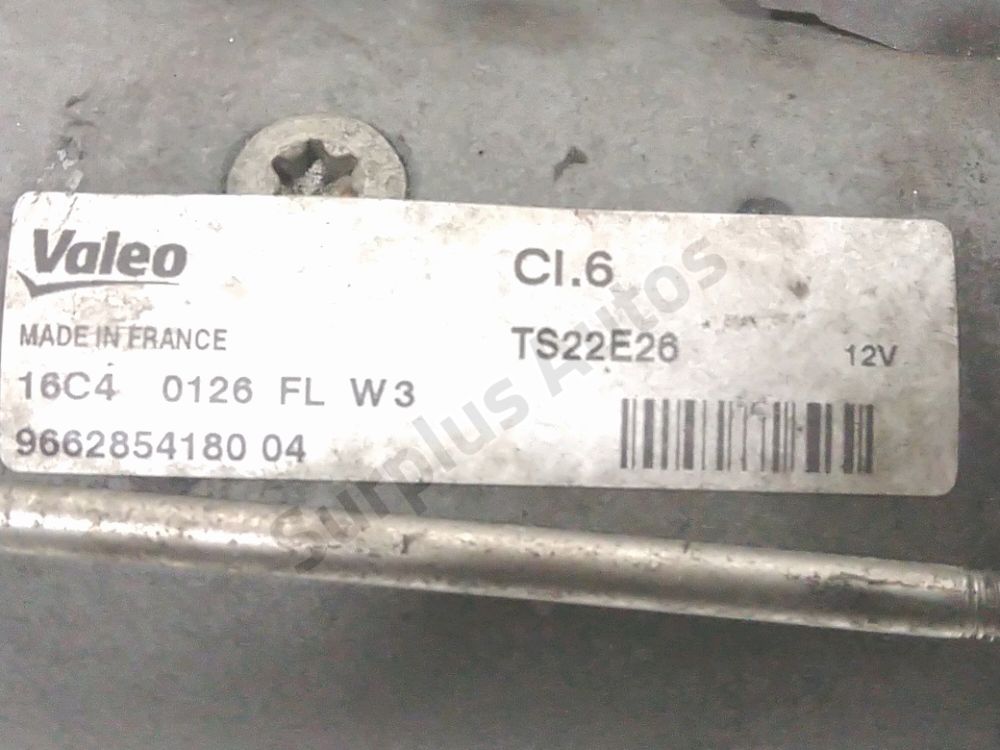 Valeo
Cl.6
MADE IN FRANCE
TS22E26
12V
16C4 0126 FL W3
9662854180 04
Surplus Autos